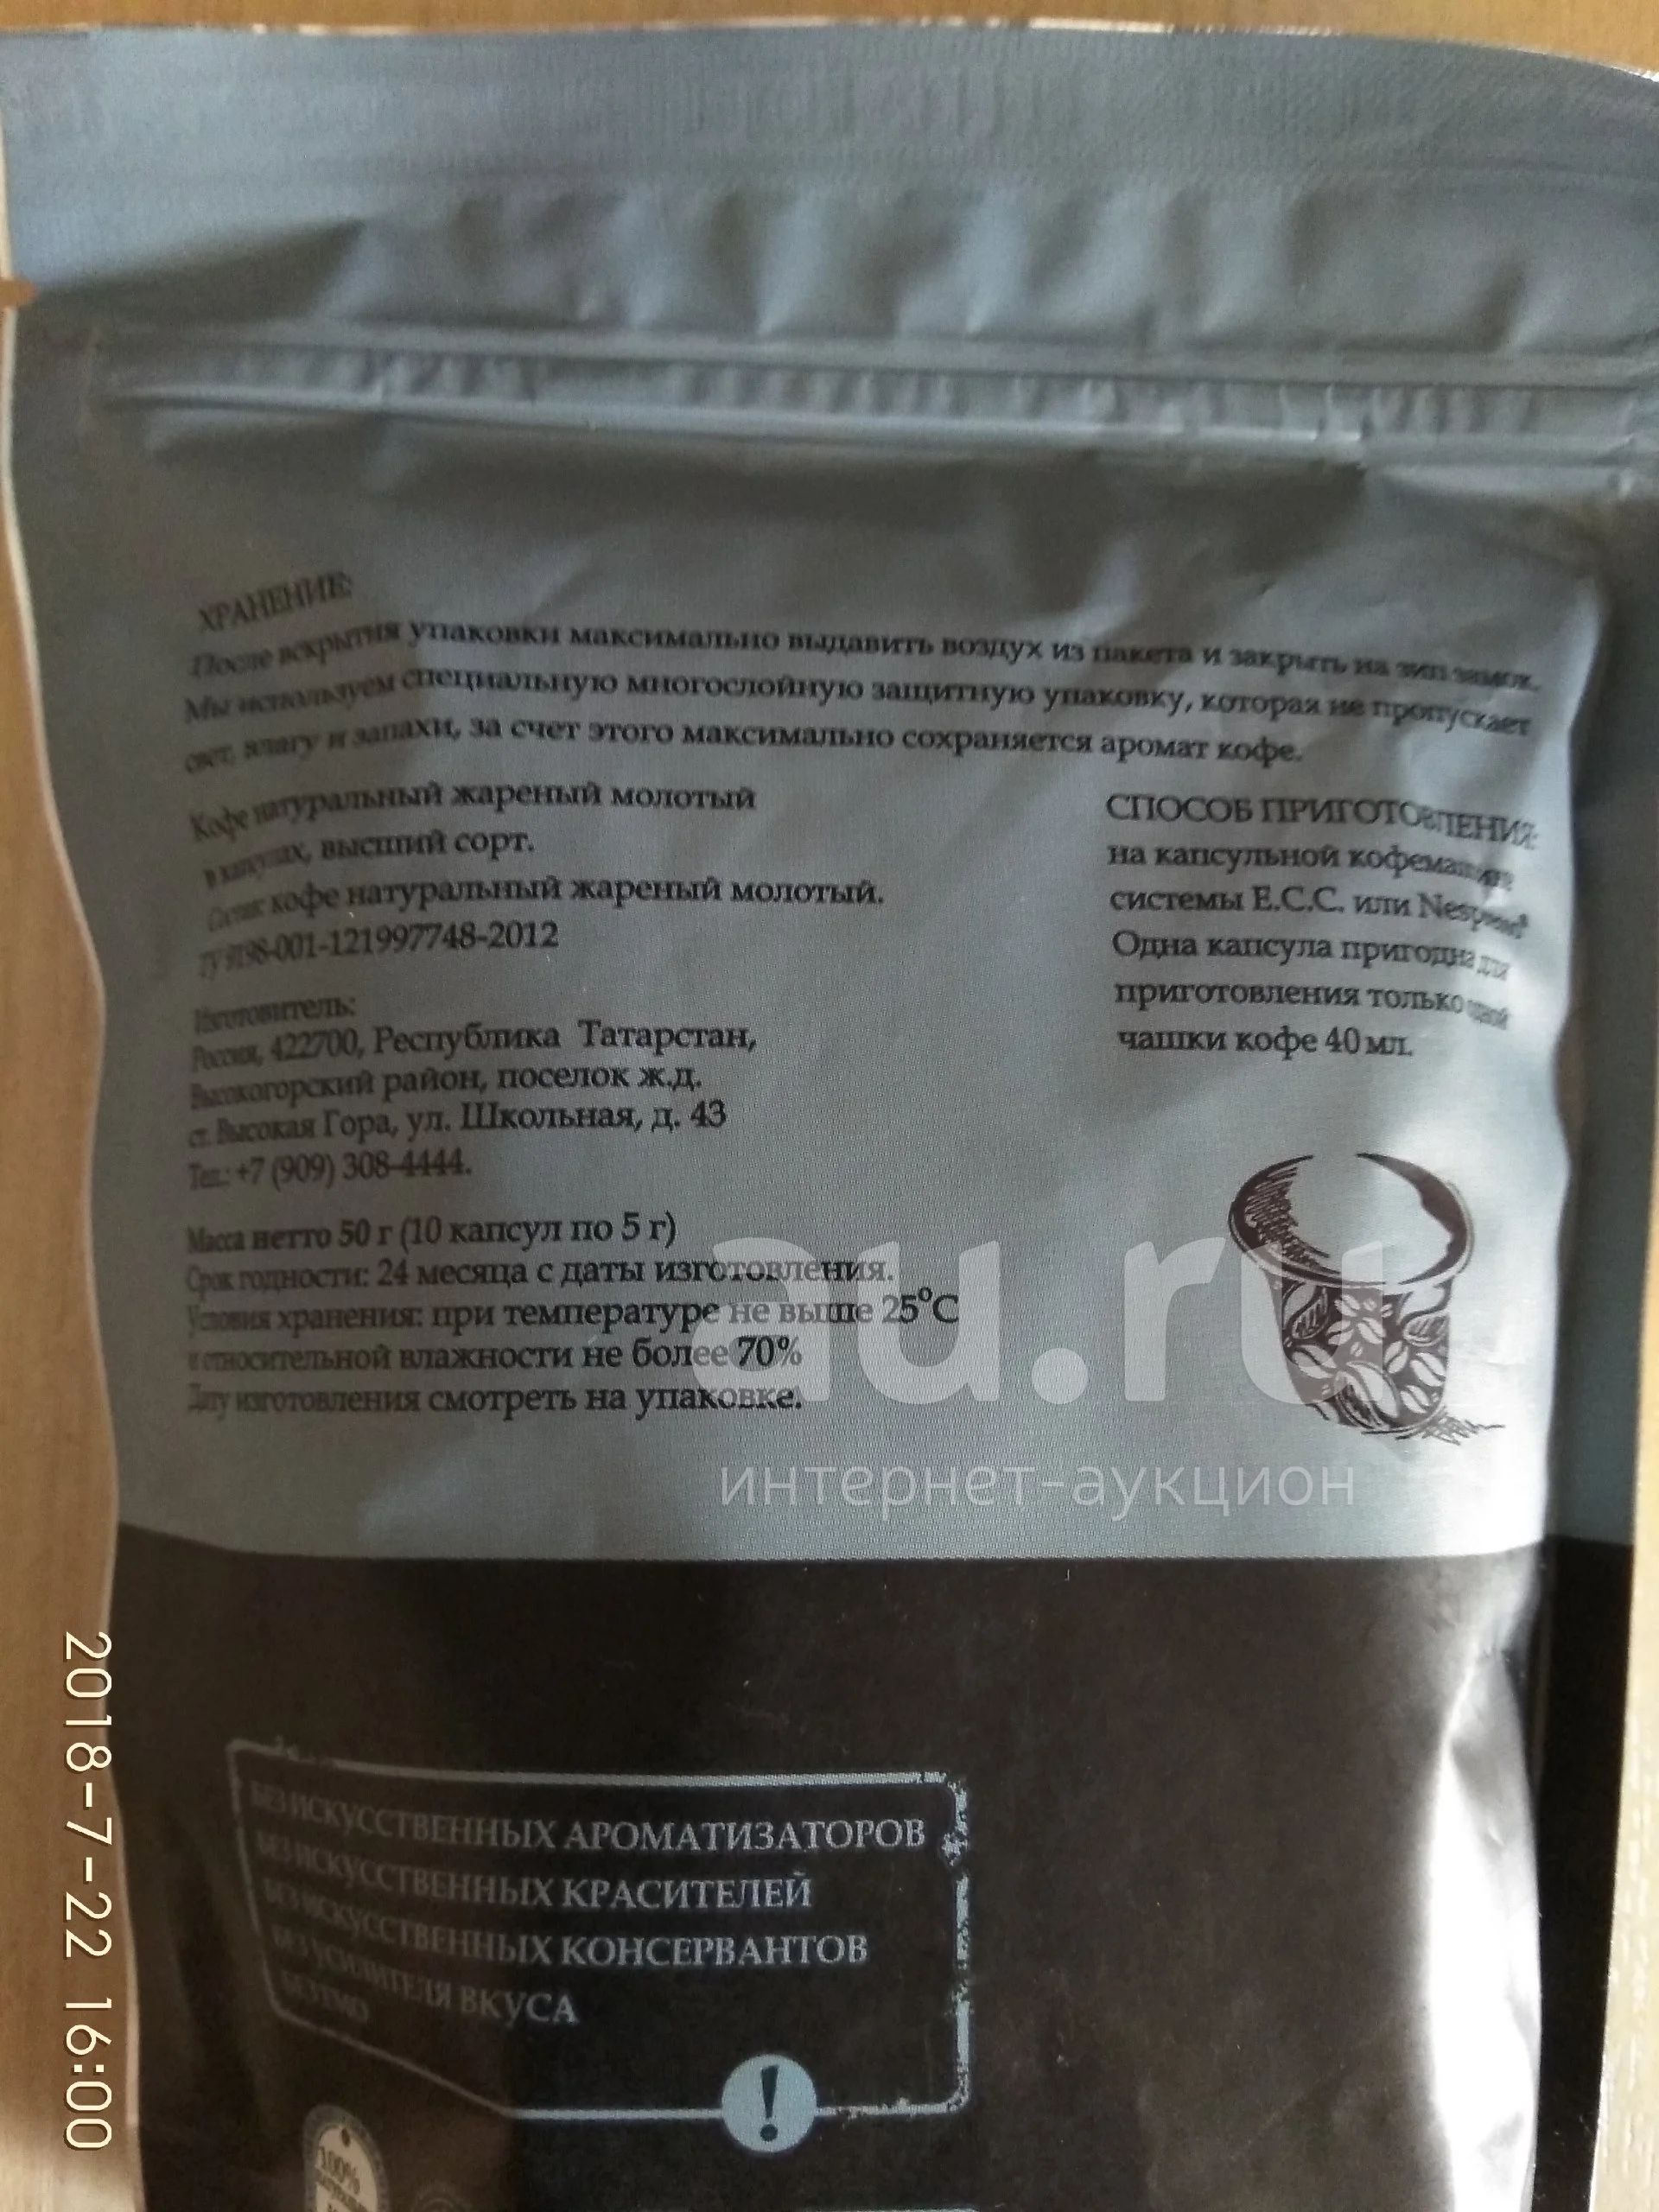 ХРАНЕНИЕ:
После вскрытия упаковки максимально выдавить воздух из пакета и закрыть на зип замок.
Мы используем специальную многослойную защитную упаковку, которая не пропускает
свет, влагу и запахи, за счет этого максимально сохраняется аромат кофе.
Кофе натуральный жареный молотый
в капсулах, высший сорт.
Состав: кофе натуральный жареный молотый.
ТУ 9198-001-121997748-2012
Изготовитель:
Россия, 422700, Республика Татарстан,
Высокогорский район, поселок ж.д.
ст. Высокая Гора, ул. Школьная, д. 43
Тел.: +7 (909) 308-4444.
Масса нетто 50 г (10 капсул по 5 г)
Срок годности: 24 месяца с даты изготовления.
Условия хранения: при температуре не выше 25°С
и относительной влажности не более 70%
Дату изготовления смотреть на упаковке.
СПОСОБ ПРИГОТОВЛЕНИЯ:
на капсульной кофемашине
системы E.C.C. или Nespresso®
Одна капсула пригодна для
приготовления только одной
чашки кофе 40 мл.
au.ru
интернет-аукцион
БЕЗ ИСКУССТВЕННЫХ АРОМАТИЗАТОРОВ
БЕЗ ИСКУССТВЕННЫХ КРАСИТЕЛЕЙ
БЕЗ ИСКУССТВЕННЫХ КОНСЕРВАНТОВ
БЕЗ УСИЛИТЕЛЯ ВКУСА
БЕЗ ГМО
!
100%
2018-7-22 16:00